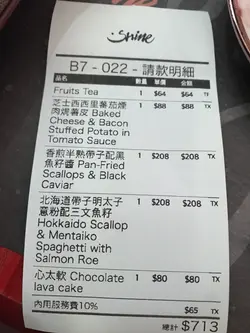 Shine
B7 - 022 - 請款明細
品名 數量 單價 金額
Fruits Tea 1 $64 $64 TX
芝士西西里蕃茄煙 1 $88 $88 TX
肉焗薯皮 Baked
Cheese & Bacon
Stuffed Potato in
Tomato Sauce
香煎半熟帶子配黑 1 $208 $208 TX
魚籽醬 Pan-Fried
Scallops & Black
Caviar
北海道帶子明太子 1 $208 $208 TX
意粉配三文魚籽
Hokkaido Scallop
& Mentaiko
Spaghetti with
Salmon Roe
心太軟 Chocolate 1 $80 $80 TX
lava cake
內用服務費10% $65 TX
總計 $713